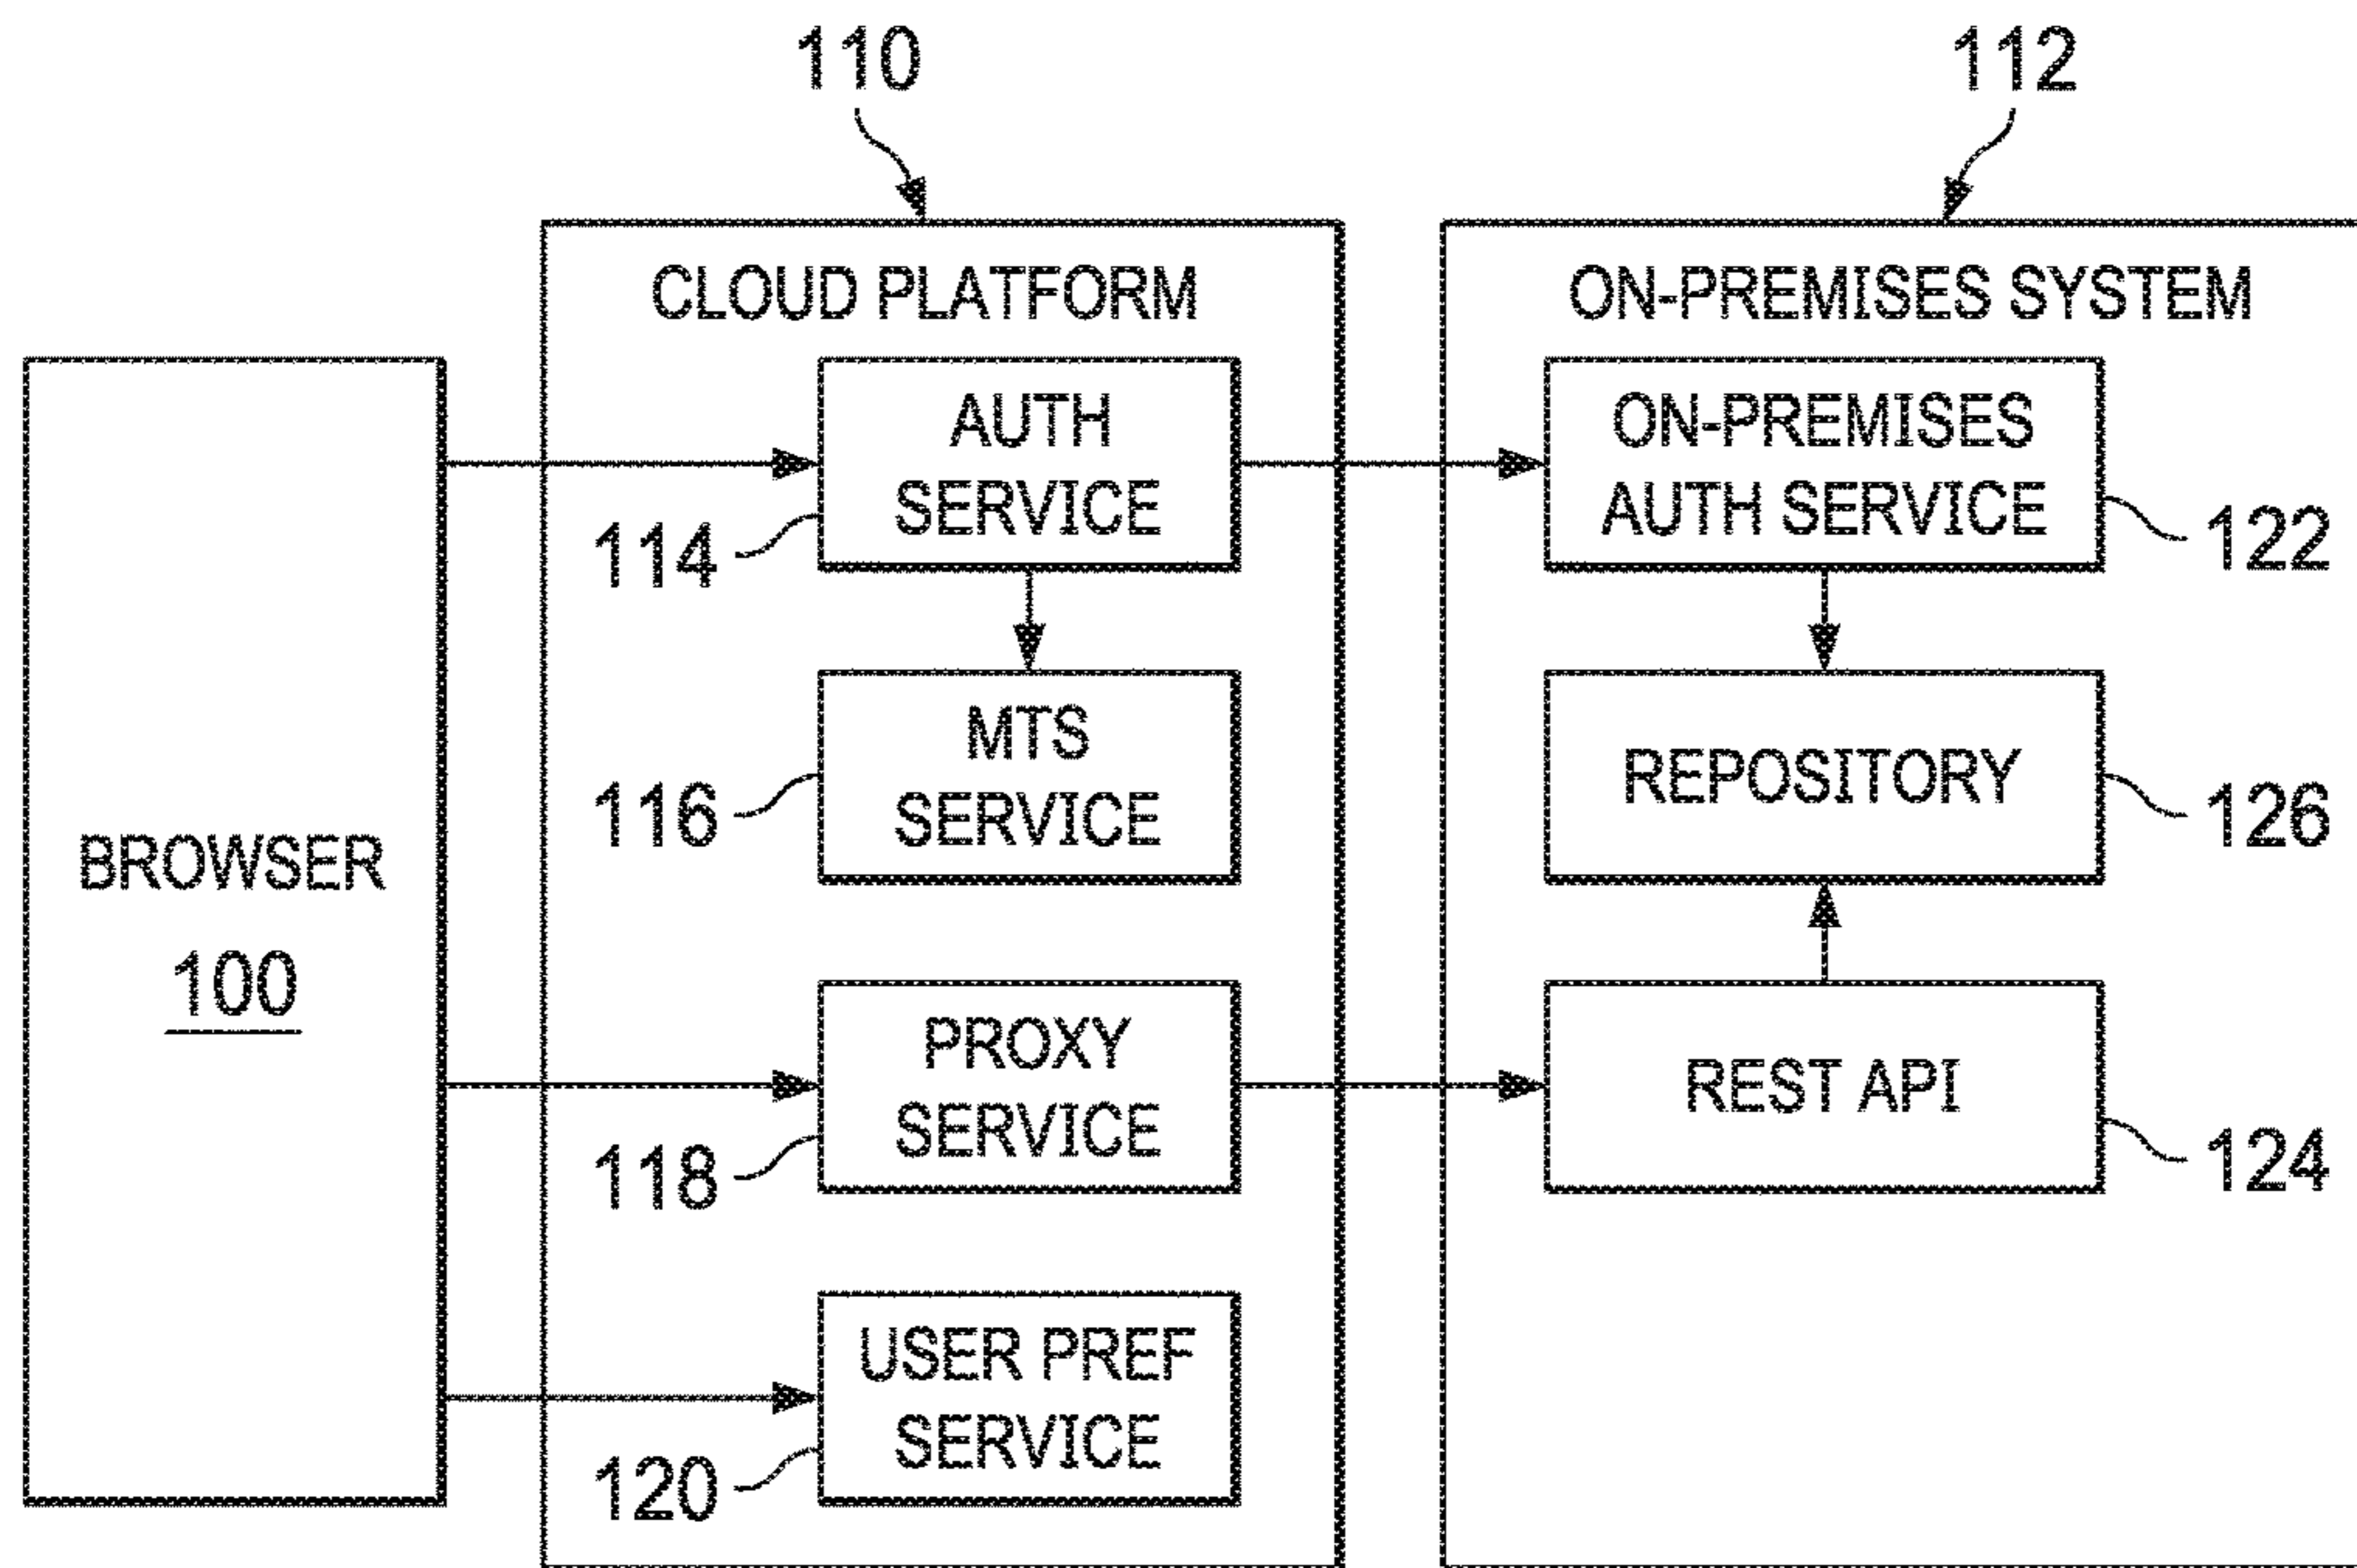 110
112
CLOUD PLATFORM
ON-PREMISES SYSTEM
AUTH
SERVICE
114
ON-PREMISES
AUTH SERVICE
122
MTS
SERVICE
116
REPOSITORY
126
BROWSER
100
PROXY
SERVICE
118
REST API
124
USER PREF
SERVICE
120